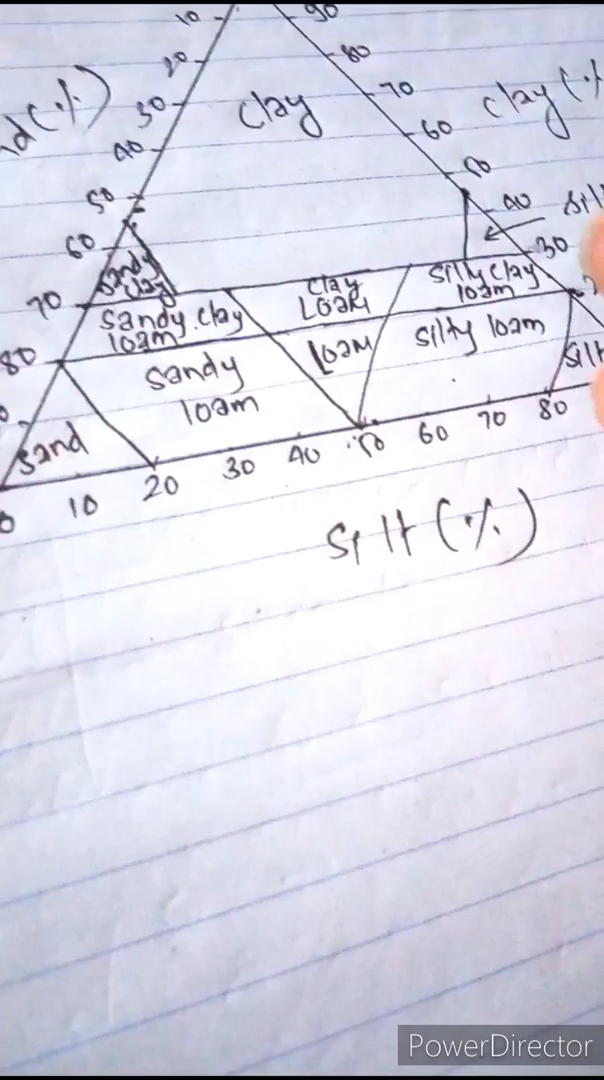 10
90
20
80
30
Clay
70
Clay (%
40
60
50
50
60
40
Sandy
clay
30
70
Clay
Loam
Silty Clay
loam
Sandy.clay
loam
80
sandy
loam
Loam
Silty loam
sand
Silt
0
10
20
30
40
50
60
70
80
Silt (%)
PowerDirector